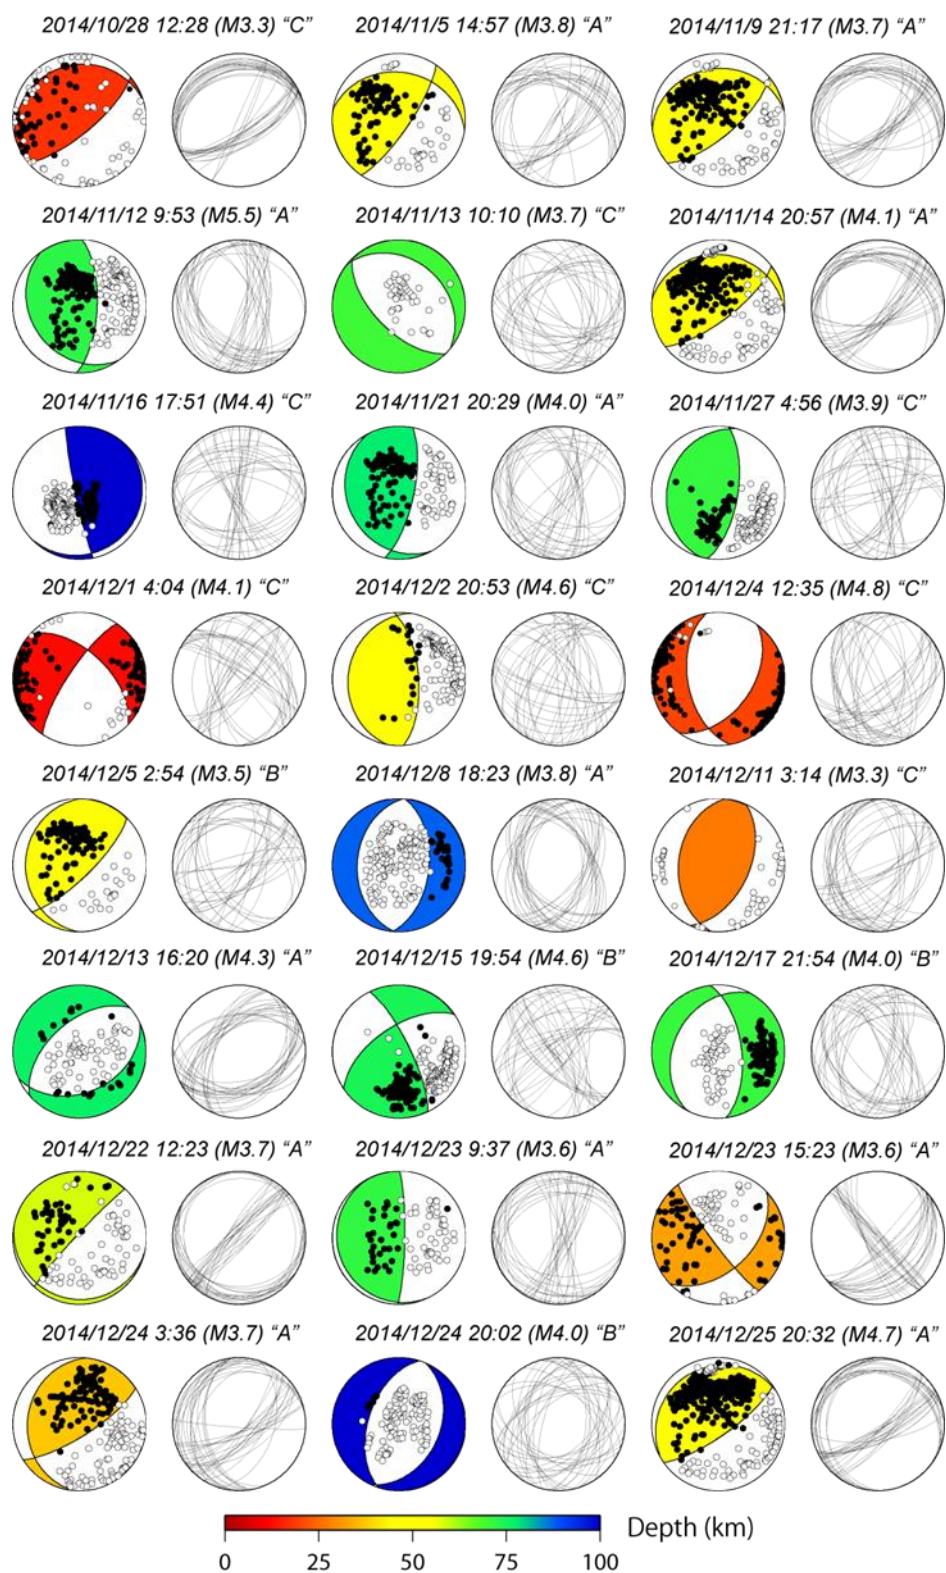 2014/10/28 12:28 (M3.3) “C” 2014/11/5 14:57 (M3.8) “A” 2014/11/9 21:17 (M3.7) “A”
2014/11/12 9:53 (M5.5) “A” 2014/11/13 10:10 (M3.7) “C” 2014/11/14 20:57 (M4.1) “A”
2014/11/16 17:51 (M4.4) “C” 2014/11/21 20:29 (M4.0) “A” 2014/11/27 4:56 (M3.9) “C”
2014/12/1 4:04 (M4.1) “C” 2014/12/2 20:53 (M4.6) “C” 2014/12/4 12:35 (M4.8) “C”
2014/12/5 2:54 (M3.5) “B” 2014/12/8 18:23 (M3.8) “A” 2014/12/11 3:14 (M3.3) “C”
2014/12/13 16:20 (M4.3) “A” 2014/12/15 19:54 (M4.6) “B” 2014/12/17 21:54 (M4.0) “B”
2014/12/22 12:23 (M3.7) “A” 2014/12/23 9:37 (M3.6) “A” 2014/12/23 15:23 (M3.6) “A”
2014/12/24 3:36 (M3.7) “A” 2014/12/24 20:02 (M4.0) “B” 2014/12/25 20:32 (M4.7) “A”
Depth (km)
0 25 50 75 100